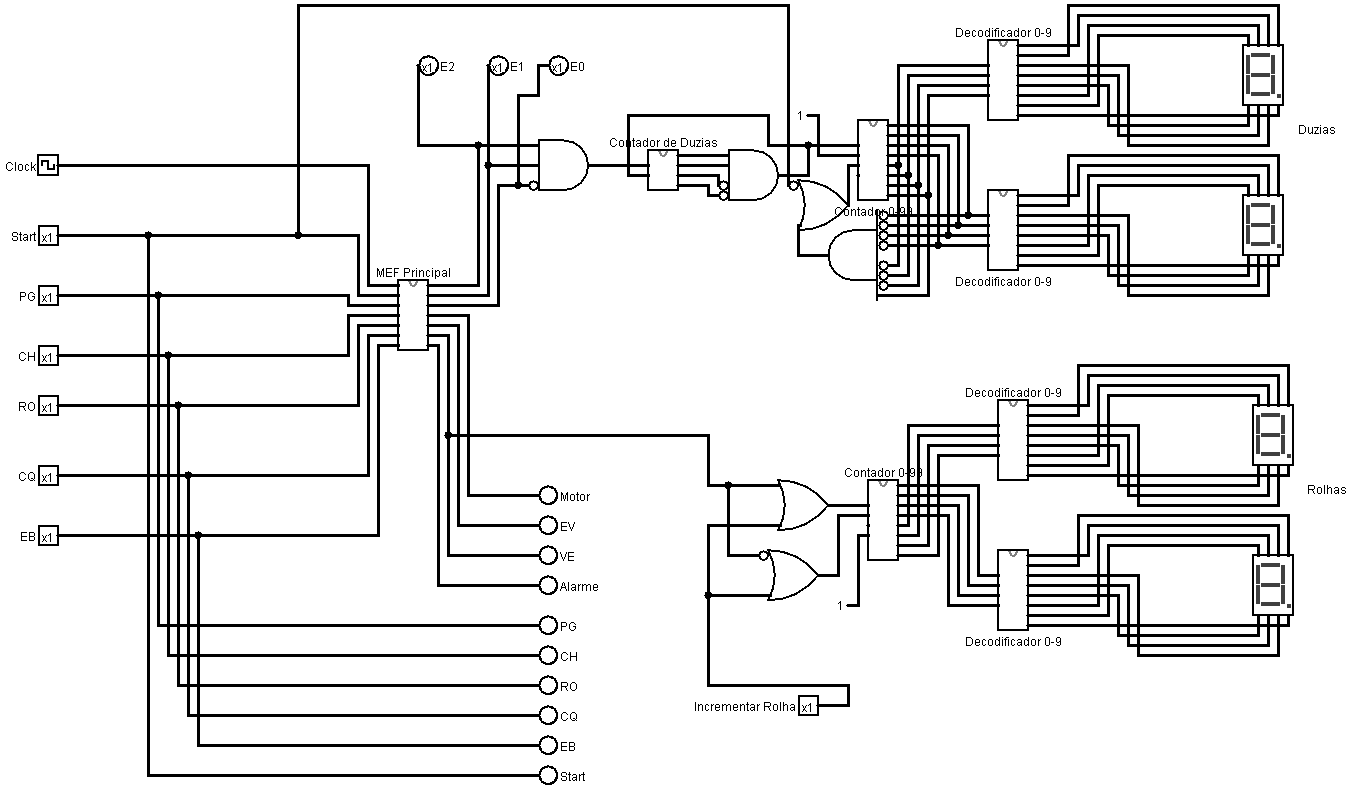 Decodificador 0-9
x1 E2
x1 E1
x1 E0
1
Duzias
Contador de Duzias
Clock
Contador 0-99
Start x1
MEF Principal
Decodificador 0-9
PG x1
CH x1
Decodificador 0-9
RO x1
CQ x1
Contador 0-99
Rolhas
Motor
EV
EB x1
VE
Alarme
1
PG
Decodificador 0-9
CH
RO
Incrementar Rolha x1
CQ
EB
Start